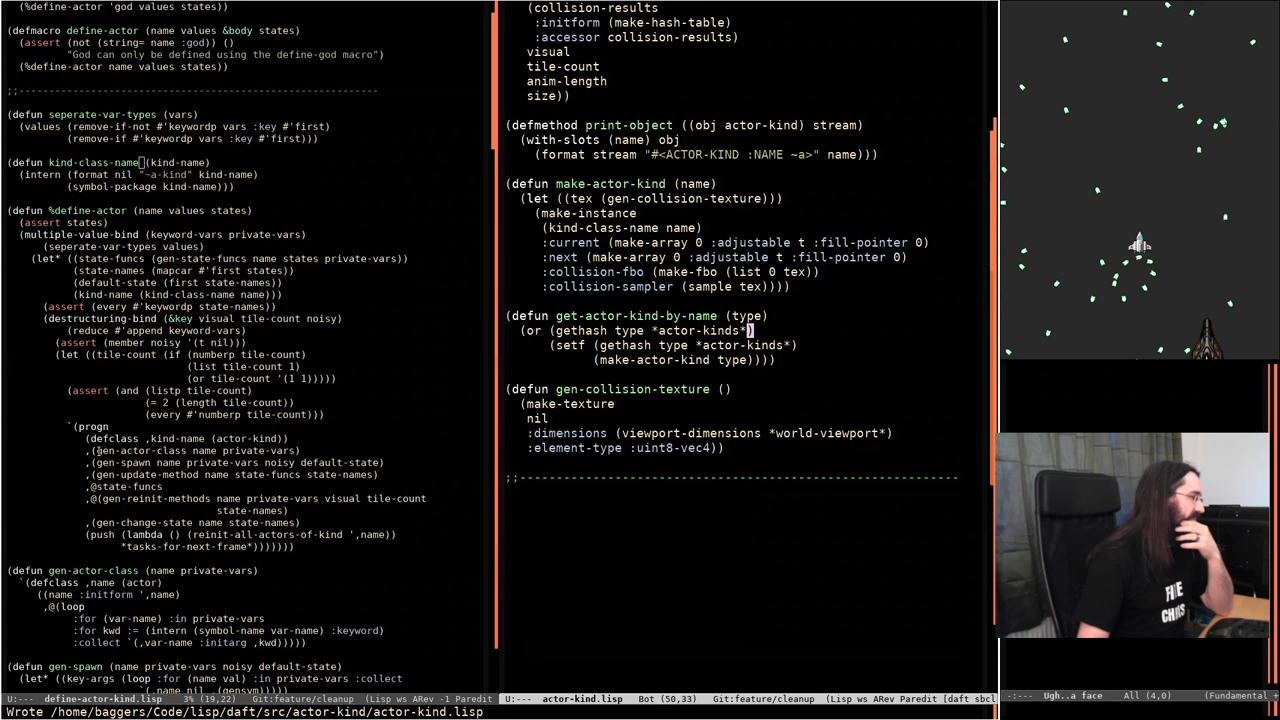 (%define-actor 'god values states))
(defmacro define-actor (name values &body states)
(assert (not (string= name :god)) ()
"God can only be defined using the define-god macro")
(%define-actor name values states))
;;------------------------------------------------------------
(defun seperate-var-types (vars)
(values (remove-if-not #'keywordp vars :key #'first)
(remove-if #'keywordp vars :key #'first)))
(defun kind-class-name (kind-name)
(intern (format nil "~a-kind" kind-name)
(symbol-package kind-name)))
(defun %define-actor (name values states)
(assert states)
(multiple-value-bind (keyword-vars private-vars)
(seperate-var-types values)
(let* ((state-funcs (gen-state-funcs name states private-vars))
(state-names (mapcar #'first states))
(default-state (first state-names))
(kind-name (kind-class-name name)))
(assert (every #'keywordp state-names))
(destructuring-bind (&key visual tile-count noisy)
(reduce #'append keyword-vars)
(assert (member noisy '(t nil)))
(let ((tile-count (if (numberp tile-count)
(list tile-count 1)
(or tile-count '(1 1)))))
(assert (and (listp tile-count)
(= 2 (length tile-count))
(every #'numberp tile-count)))
`(progn
(defclass ,kind-name (actor-kind))
,(gen-actor-class name private-vars)
,(gen-spawn name private-vars noisy default-state)
,(gen-update-method name state-funcs state-names)
,@state-funcs
,@(gen-reinit-methods name private-vars visual tile-count
state-names)
,(gen-change-state name state-names)
(push (lambda () (reinit-all-actors-of-kind ',name))
*tasks-for-next-frame*)))))))
(defun gen-actor-class (name private-vars)
`(defclass ,name (actor)
((name :initform ',name)
,@(loop
:for (var-name) :in private-vars
:for kwd := (intern (symbol-name var-name) :keyword)
:collect `(,var-name :initarg ,kwd)))))
(defun gen-spawn (name private-vars noisy default-state)
(let* ((key-args (loop :for (name val) :in private-vars :collect
`(,name nil ,(gensym)))
U:--- define-actor-kind.lisp 3% (19,22) Git:feature/cleanup (Lisp ws ARev -1 Paredit
Wrote /home/baggers/Code/lisp/daft/src/actor-kind/actor-kind.lisp
(collision-results
:initform (make-hash-table)
:accessor collision-results)
visual
tile-count
anim-length
size))
(defmethod print-object ((obj actor-kind) stream)
(with-slots (name) obj
(format stream "#<ACTOR-KIND :NAME ~a>" name)))
(defun make-actor-kind (name)
(let ((tex (gen-collision-texture)))
(make-instance
(kind-class-name name)
:current (make-array 0 :adjustable t :fill-pointer 0)
:next (make-array 0 :adjustable t :fill-pointer 0)
:collision-fbo (make-fbo (list 0 tex))
:collision-sampler (sample tex))))
(defun get-actor-kind-by-name (type)
(or (gethash type *actor-kinds*)
(setf (gethash type *actor-kinds*)
(make-actor-kind type))))
(defun gen-collision-texture ()
(make-texture
nil
:dimensions (viewport-dimensions *world-viewport*)
:element-type :uint8-vec4))
;;------------------------------------------------------------
U:--- actor-kind.lisp Bot (50,33) Git:feature/cleanup (Lisp ws ARev Paredit [daft sbcl
-:--- Ugh..a face All (4,0) (Fundamental +